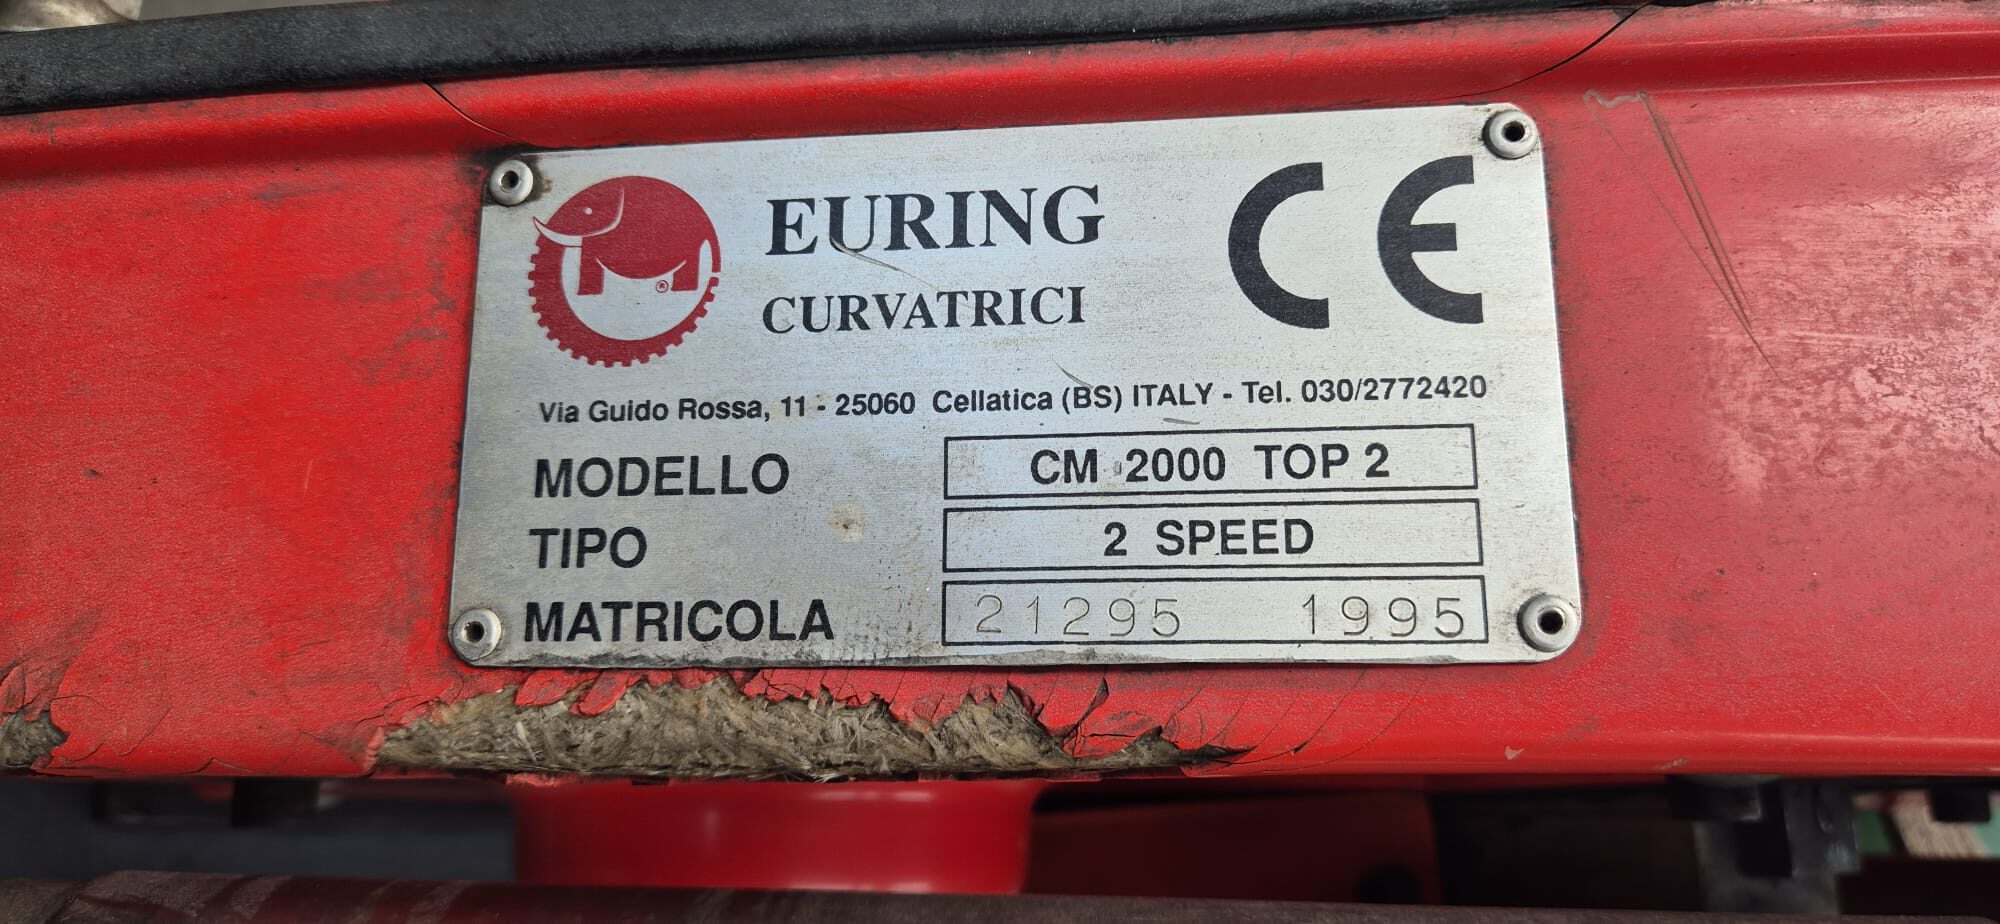 EURING
CURVATRICI
CE
Via Guido Rossa, 11 - 25060 Cellatica (BS) ITALY - Tel. 030/2772420
MODELLO CM 2000 TOP 2
TIPO 2 SPEED
MATRICOLA 21295 1995